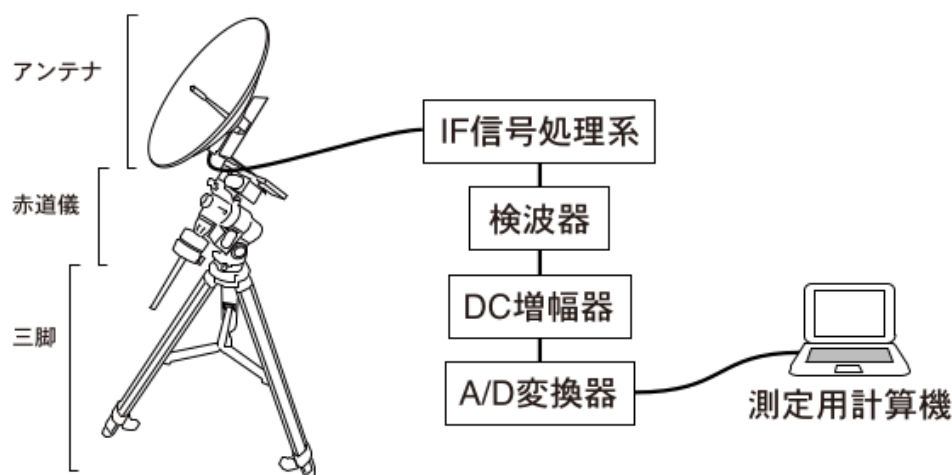 アンテナ
赤道儀
三脚
IF信号処理系
検波器
DC増幅器
A/D変換器
測定用計算機